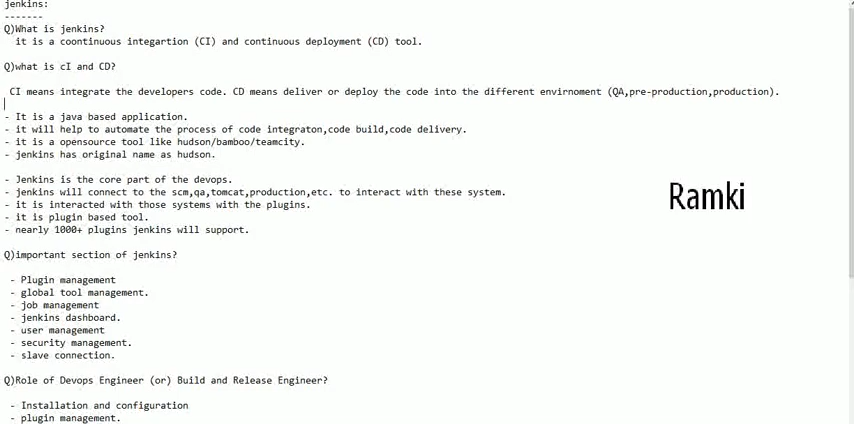 jenkins:
-------
Q)What is jenkins?
it is a coontinuous integartion (CI) and continuous deployment (CD) tool.
Q)what is cI and CD?
CI means integrate the developers code. CD means deliver or deploy the code into the different envirnoment (QA,pre-production,production).
- It is a java based application.
- it will help to automate the process of code integraton,code build,code delivery.
- it is a opensource tool like hudson/bamboo/teamcity.
- jenkins has original name as hudson.
- Jenkins is the core part of the devops.
- jenkins will connect to the scm,qa,tomcat,production,etc. to interact with these system.
- it is interacted with those systems with the plugins.
- it is plugin based tool.
- nearly 1000+ plugins jenkins will support.
Ramki
Q)important section of jenkins?
- Plugin management
- global tool management.
- job management
- jenkins dashboard.
- user management
- security management.
- slave connection.
Q)Role of Devops Engineer (or) Build and Release Engineer?
- Installation and configuration
- plugin management.